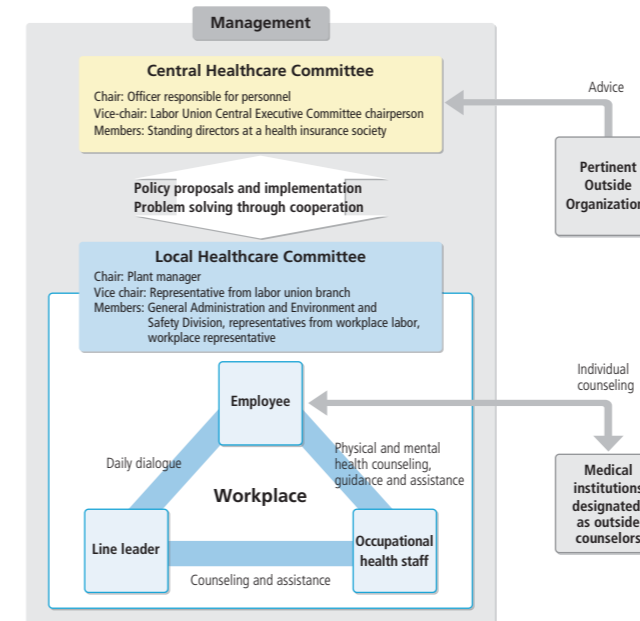 Management
Central Healthcare Committee
Chair: Officer responsible for personnel
Vice-chair: Labor Union Central Executive Committee chairperson
Members: Standing directors at a health insurance society
Advice
Pertinent
Outside
Organization
Policy proposals and implementation
Problem solving through cooperation
Local Healthcare Committee
Chair: Plant manager
Vice chair: Representative from labor union branch
Members: General Administration and Environment and
Safety Division, representatives from workplace labor,
workplace representative
Individual
counseling
Employee
Daily dialogue
Physical and mental
health counseling,
guidance and assistance
Workplace
Medical
institutions
designated
as outside
counselors
Line leader
Occupational
health staff
Counseling and assistance